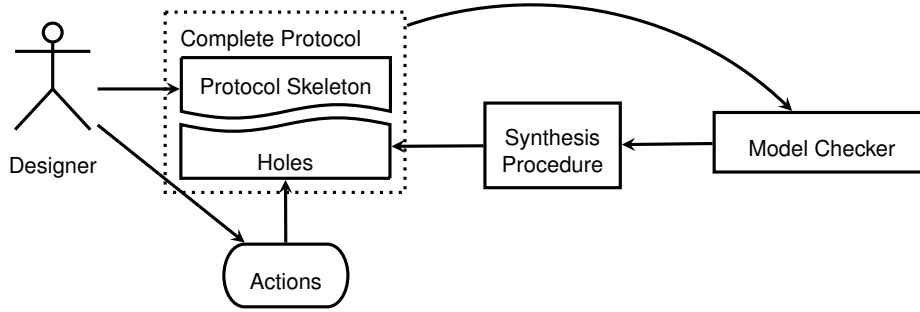 Complete Protocol
Protocol Skeleton
Holes
Designer
Synthesis
Procedure
Model Checker
Actions